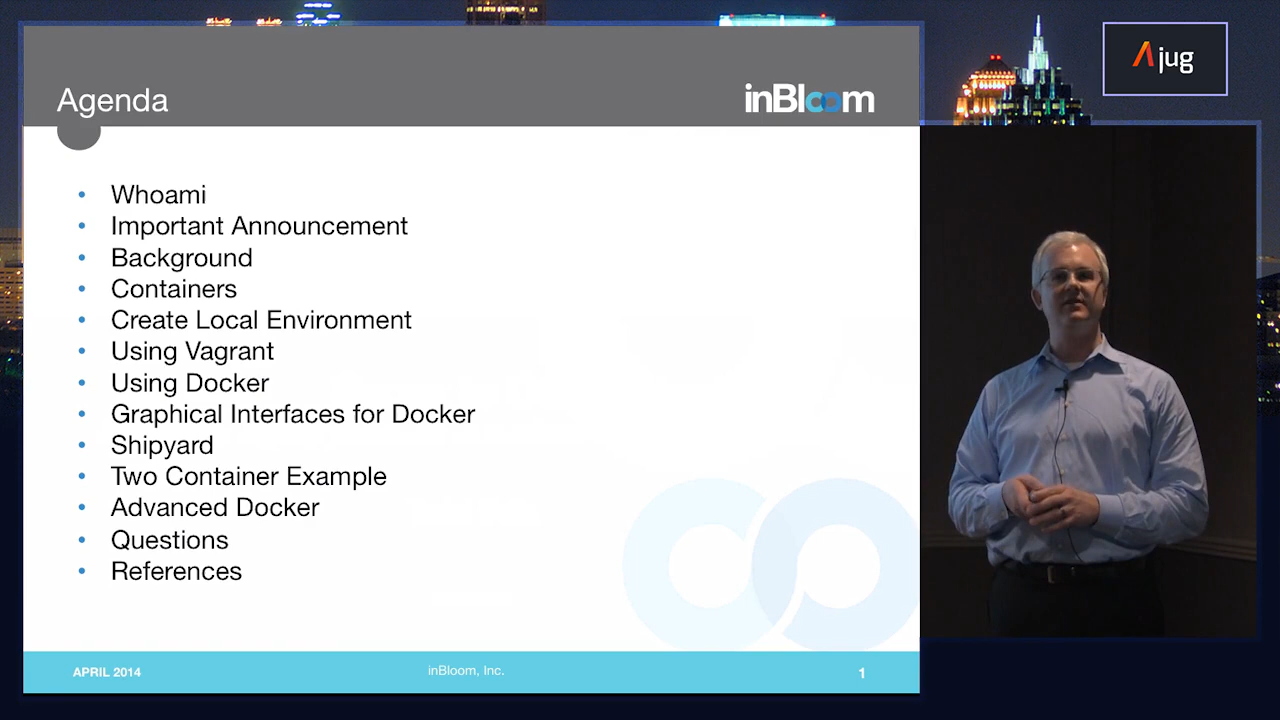 Agenda
inBloom
Ajug
Whoami
Important Announcement
Background
Containers
Create Local Environment
Using Vagrant
Using Docker
Graphical Interfaces for Docker
Shipyard
Two Container Example
Advanced Docker
Questions
References
APRIL 2014
inBloom, Inc.
1